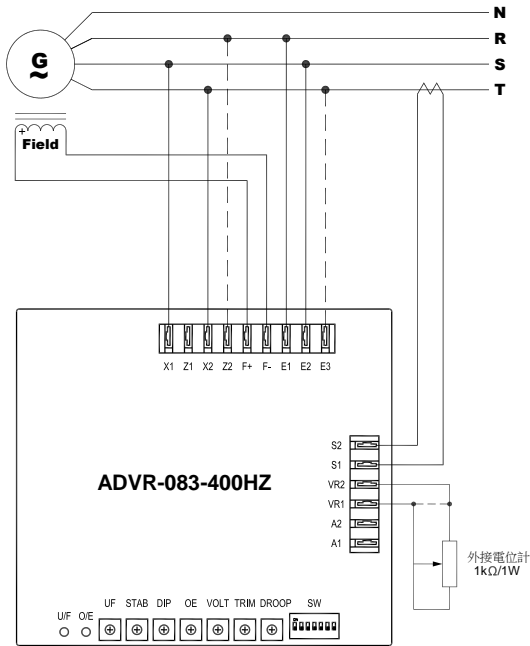 N
R
S
T
G
~
+
Field
X1 Z1 X2 Z2 F+ F- E1 E2 E3
S2
S1
VR2
VR1
A2
A1
ADVR-083-400HZ
外接電位計
1kΩ/1W
U/F O/E UF STAB DIP OE VOLT TRIM DROOP SW